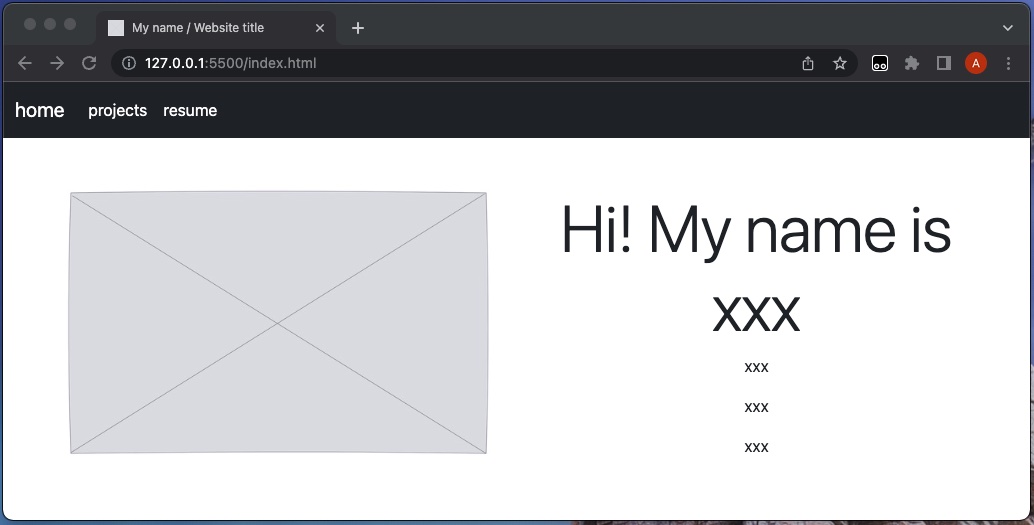 My name / Website title
127.0.0.1:5500/index.html
A
home projects resume
Hi! My name is
xxx
xxx
xxx
xxx